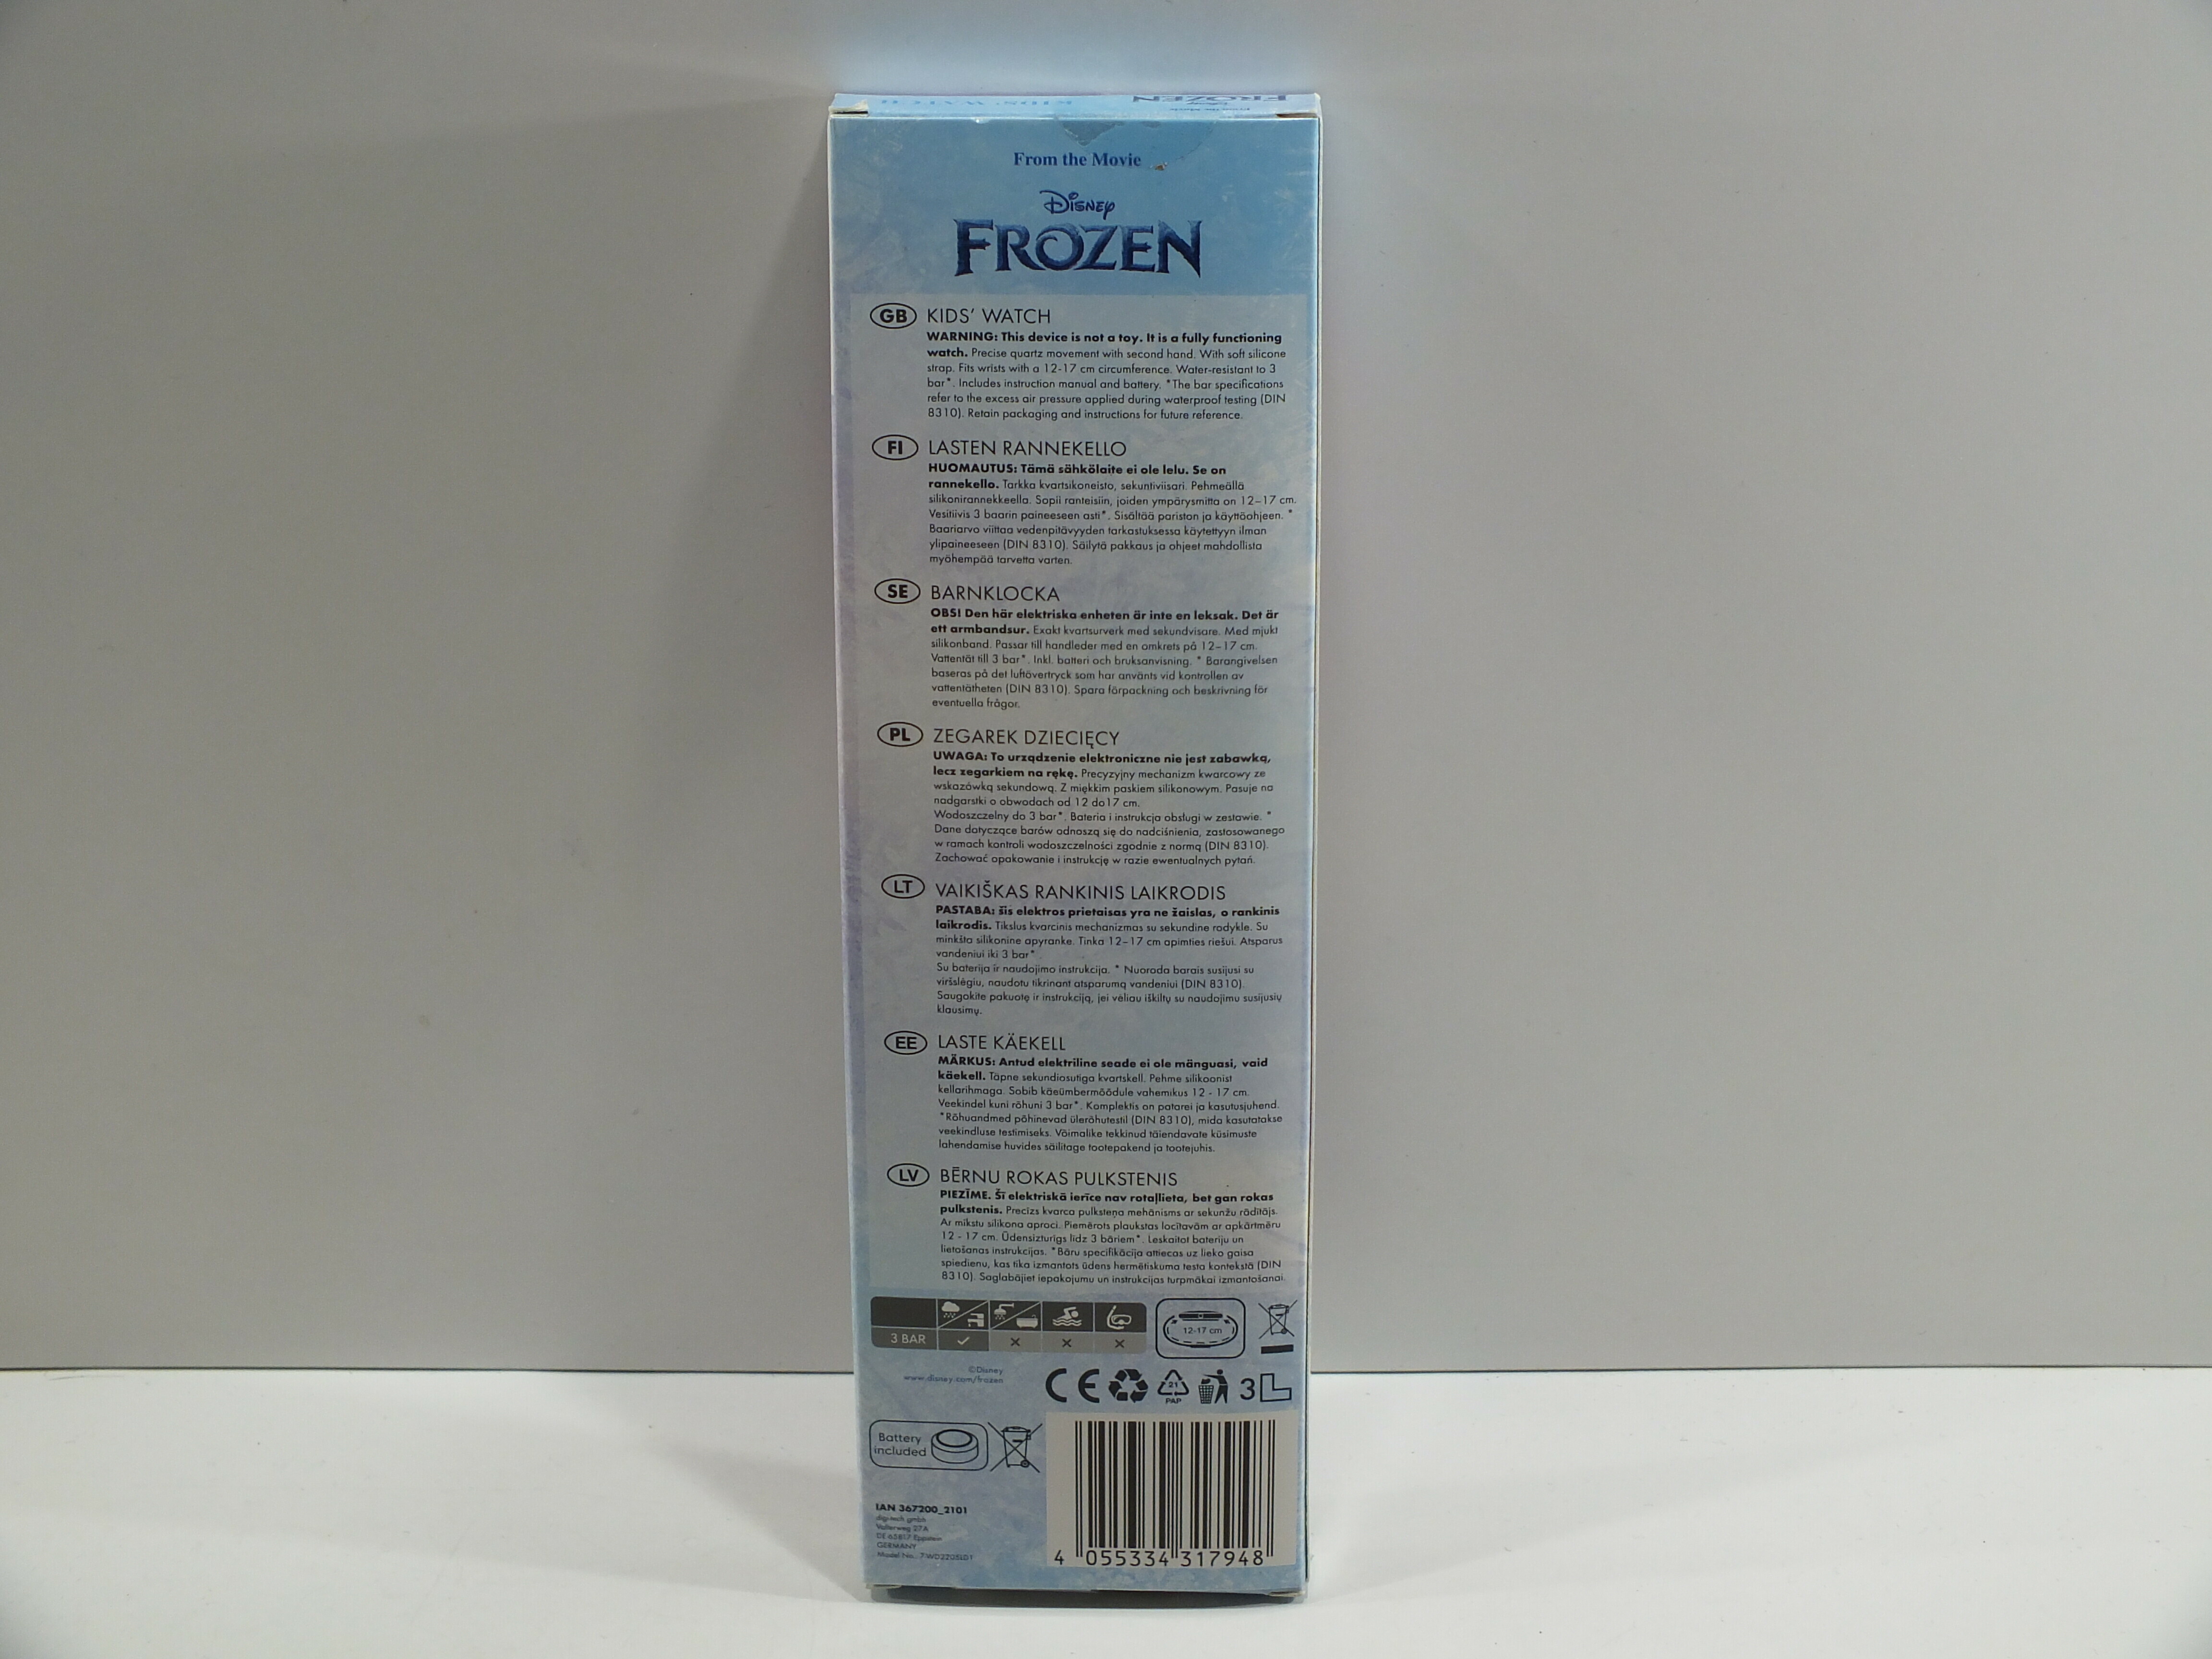 KIDS' WATCH
FROZEN
From the Movie
Disney
FROZEN
GB KIDS' WATCH
WARNING: This device is not a toy. It is a fully functioning
watch. Precise quartz movement with second hand. With soft silicone
strap. Fits wrists with a 12-17 cm circumference. Water-resistant to 3
bar*. Includes instruction manual and battery. *The bar specifications
refer to the excess air pressure applied during waterproof testing (DIN
8310). Retain packaging and instructions for future reference.
FI LASTEN RANNEKELLO
HUOMAUTUS: Tämä sähkölaite ei ole lelu. Se on
rannekello. Tarkka kvartsikoneisto, sekuntiviisari. Pehmeällä
silikonirannekkeella. Sopii ranteisiin, joiden ympärysmitta on 12–17 cm.
Vesitiivis 3 baarin paineeseen asti*. Sisältää pariston ja käyttöohjeen. *
Baariarvo viittaa vedenpitävyyden tarkastuksessa käytettyyn ilman
ylipaineeseen (DIN 8310). Säilytä pakkaus ja ohjeet mahdollista
myöhempää tarvetta varten.
SE BARNKLOCKA
OBS! Den här elektriska enheten är inte en leksak. Det är
ett armbandsur. Exakt kvartsurverk med sekundvisare. Med mjukt
silikonband. Passar till handleder med en omkrets på 12–17 cm.
Vattentät till 3 bar*. Inkl. batteri och bruksanvisning. * Barangivelsen
baseras på det luftövertryck som har använts vid kontrollen av
vattentätheten (DIN 8310). Spara förpackning och beskrivning för
eventuella frågor.
PL ZEGAREK DZIECIĘCY
UWAGA: To urządzenie elektroniczne nie jest zabawką,
lecz zegarkiem na rękę. Precyzyjny mechanizm kwarcowy ze
wskazówką sekundową. Z miękkim paskiem silikonowym. Pasuje na
nadgarstki o obwodach od 12 do17 cm.
Wodoszczelny do 3 bar*. Bateria i instrukcja obsługi w zestawie. *
Dane dotyczące barów odnoszą się do nadciśnienia, zastosowanego
w ramach kontroli wodoszczelności zgodnie z normą (DIN 8310).
Zachować opakowanie i instrukcję w razie ewentualnych pytań.
LT VAIKIŠKAS RANKINIS LAIKRODIS
PASTABA: šis elektros prietaisas yra ne žaislas, o rankinis
laikrodis. Tikslus kvarcinis mechanizmas su sekundine rodykle. Su
minkšta silikonine apyranke. Tinka 12–17 cm apimties riešui. Atsparus
vandeniui iki 3 bar*
Su baterija ir naudojimo instrukcija. * Nuoroda barais susijusi su
viršslėgiu, naudotu tikrinant atsparumą vandeniui (DIN 8310).
Saugokite pakuotę ir instrukciją, jei vėliau iškiltų su naudojimu susijusių
klausimų.
EE LASTE KÄEKELL
MÄRKUS: Antud elektriline seade ei ole mänguasi, vaid
käekell. Täpne sekundiosutiga kvartskell. Pehme silikoonist
kellarihmaga. Sobib käeümbermõõdule vahemikus 12 - 17 cm.
Veekindel kuni rõhuni 3 bar*. Komplektis on patarei ja kasutusjuhend.
*Rõhuandmed põhinevad ülerõhutestil (DIN 8310), mida kasutatakse
veekindluse testimiseks. Võimalike tekkinud täiendavate küsimuste
lahendamise huvides säilitage tootepakend ja tootejuhis.
LV BĒRNU ROKAS PULKSTENIS
PIEZĪME. Šī elektriskā ierīce nav rotaļlieta, bet gan rokas
pulkstenis. Precīzs kvarca pulksteņa mehānisms ar sekunžu rādītājs.
Ar mīkstu silikona aproci. Piemērots plaukstas locītavām ar apkārtmēru
12 - 17 cm. Ūdensizturīgs līdz 3 bāriem*. Ieskaitot bateriju un
lietošanas instrukcijas. *Bāru specifikācija attiecas uz lieko gaisa
spiedienu, kas tika izmantots ūdens hermētiskuma testa kontekstā (DIN
8310). Saglabājiet iepakojumu un instrukcijas turpmākai izmantošanai.
3 BAR
12-17 cm
©Disney
www.disney.com/frozen
CE
21
PAP
3
Battery
included
IAN 367200_2101
digi-tech gmbh
Valterweg 27A
DE 65817 Eppstein
GERMANY
Model No.
4 055334 317948